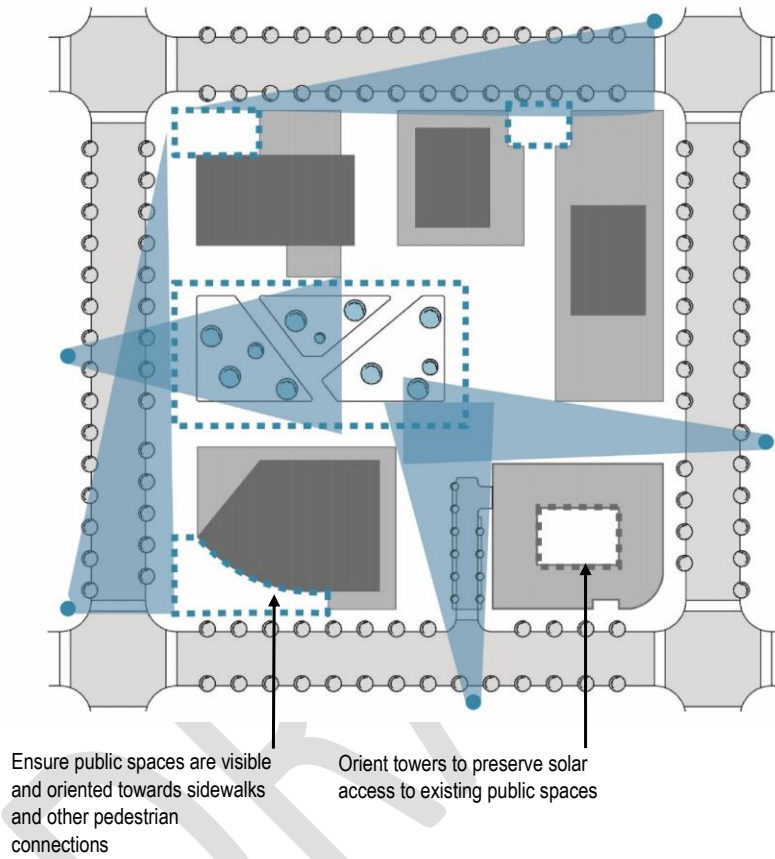 Ensure public spaces are visible
and oriented towards sidewalks
and other pedestrian
connections
Orient towers to preserve solar
access to existing public spaces